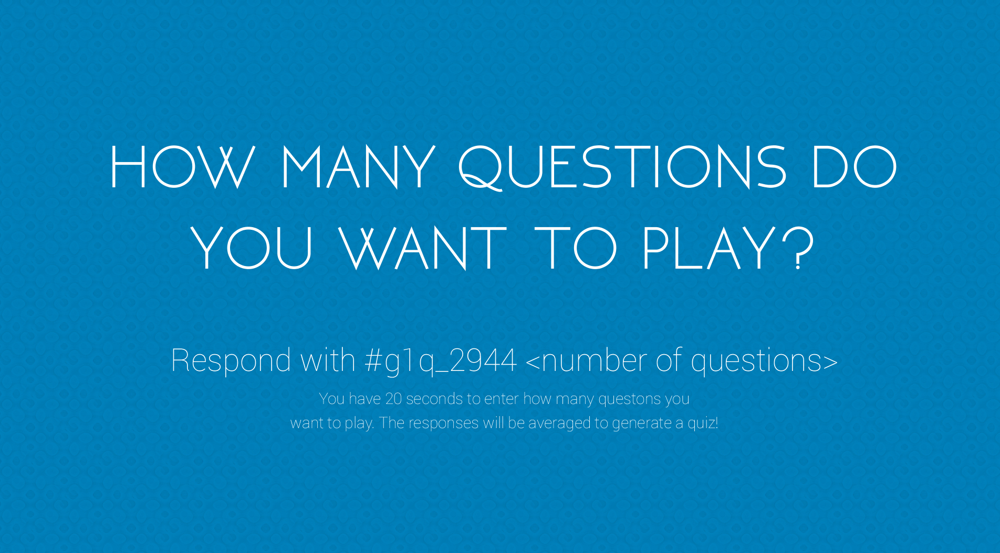 HOW MANY QUESTIONS DO
YOU WANT TO PLAY?
Respond with #g1q_2944 <number of questions>
You have 20 seconds to enter how many questons you
want to play. The responses will be averaged to generate a quiz!